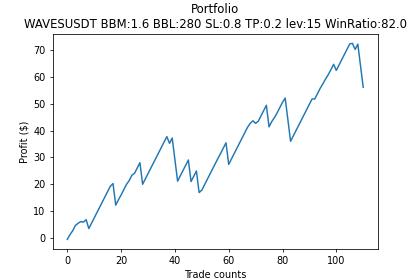 Portfolio
WAVESUSDT BBM:1.6 BBL:280 SL:0.8 TP:0.2 lev:15 WinRatio:82.0
Profit ($)
70
60
50
40
30
20
10
0
0 20 40 60 80 100
Trade counts